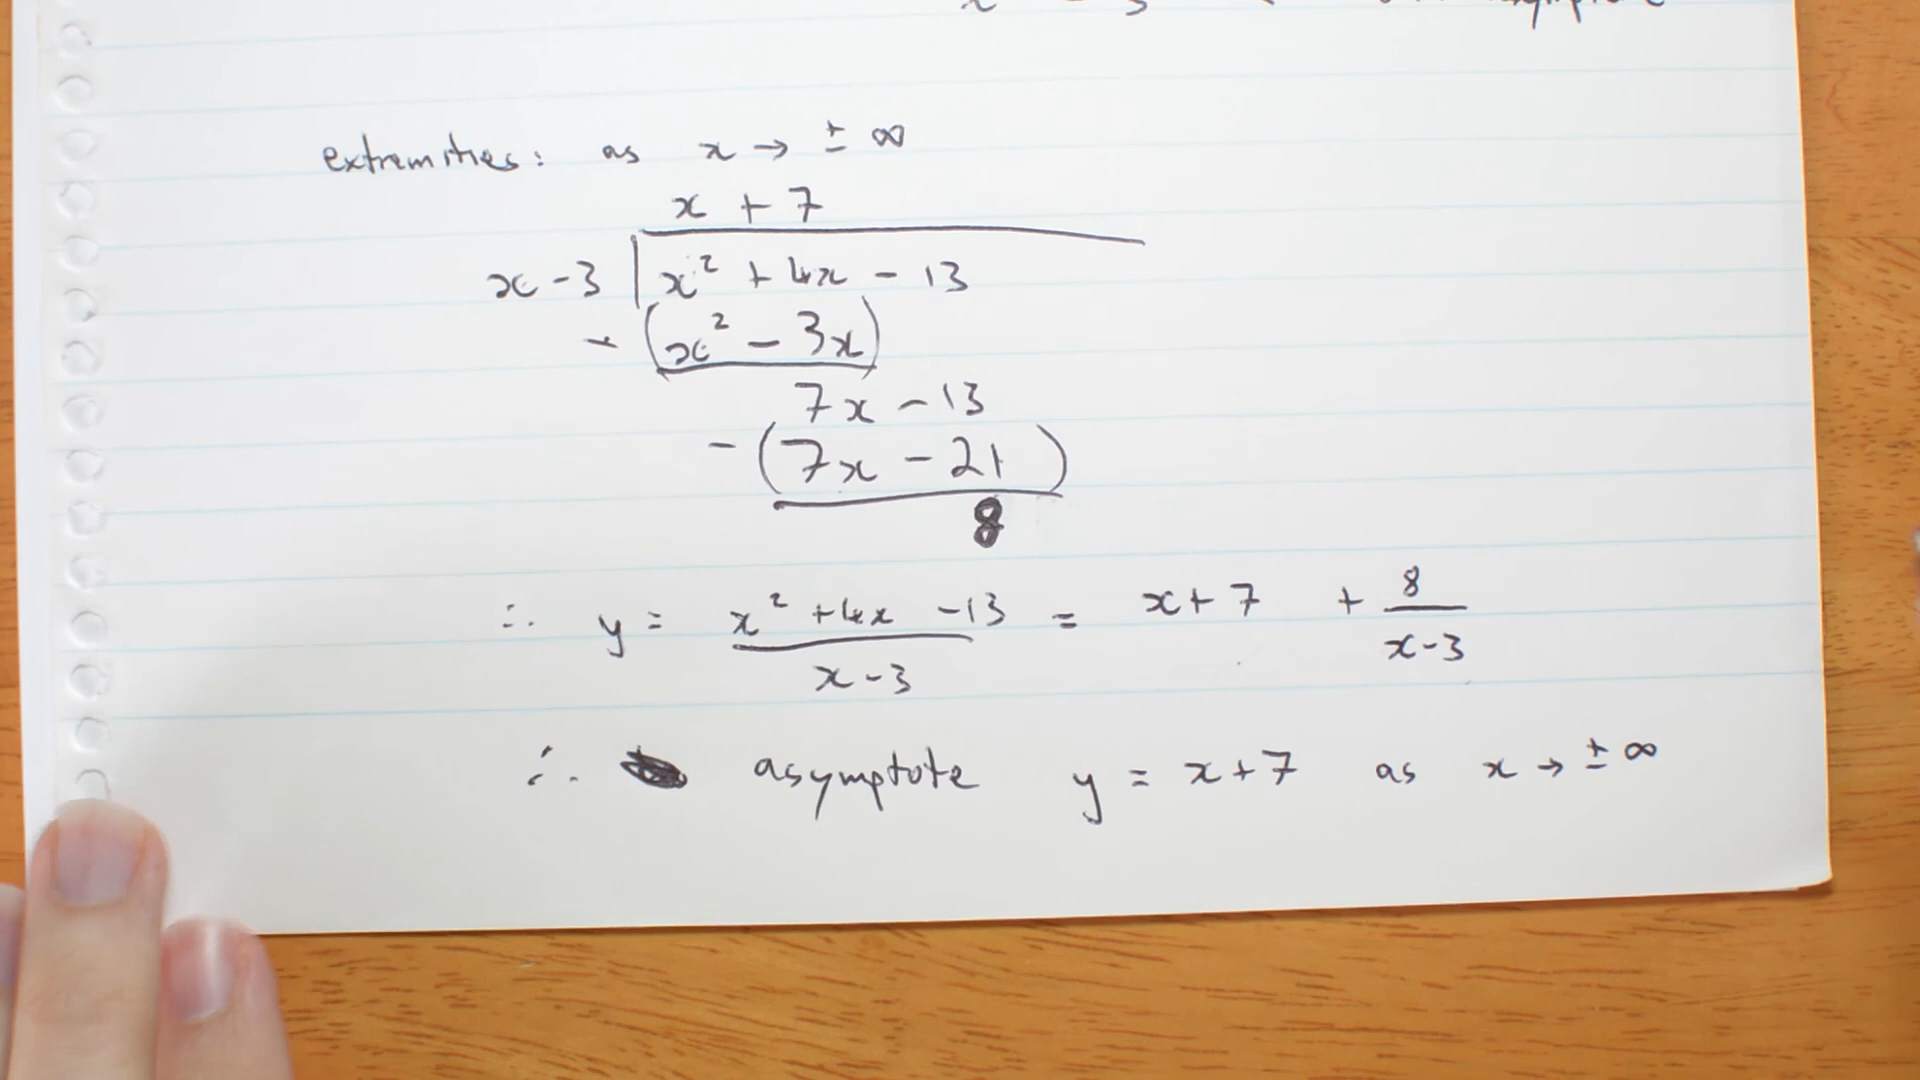 extremities: as x → ± ∞
x + 7
x - 3 x² + 4x - 13
- (x² - 3x)
7x - 13
- (7x - 21)
8
∴ y = x² + 4x - 13 / x - 3 = x + 7 + 8 / x - 3
∴ asymptote y = x + 7 as x → ± ∞